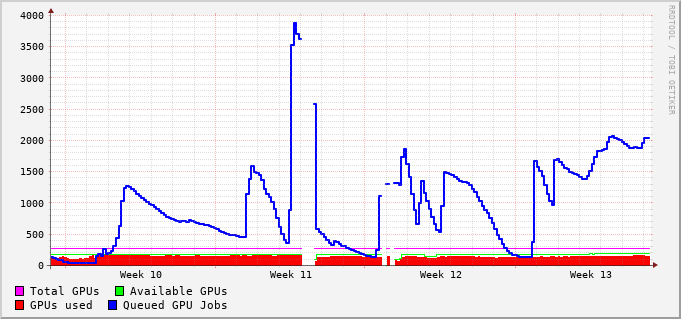 4000
3500
3000
2500
2000
1500
1000
500
0
Week 10 Week 11 Week 12 Week 13
Total GPUs Available GPUs
GPUs used Queued GPU Jobs
RRDTOOL / TOBI OETIKER